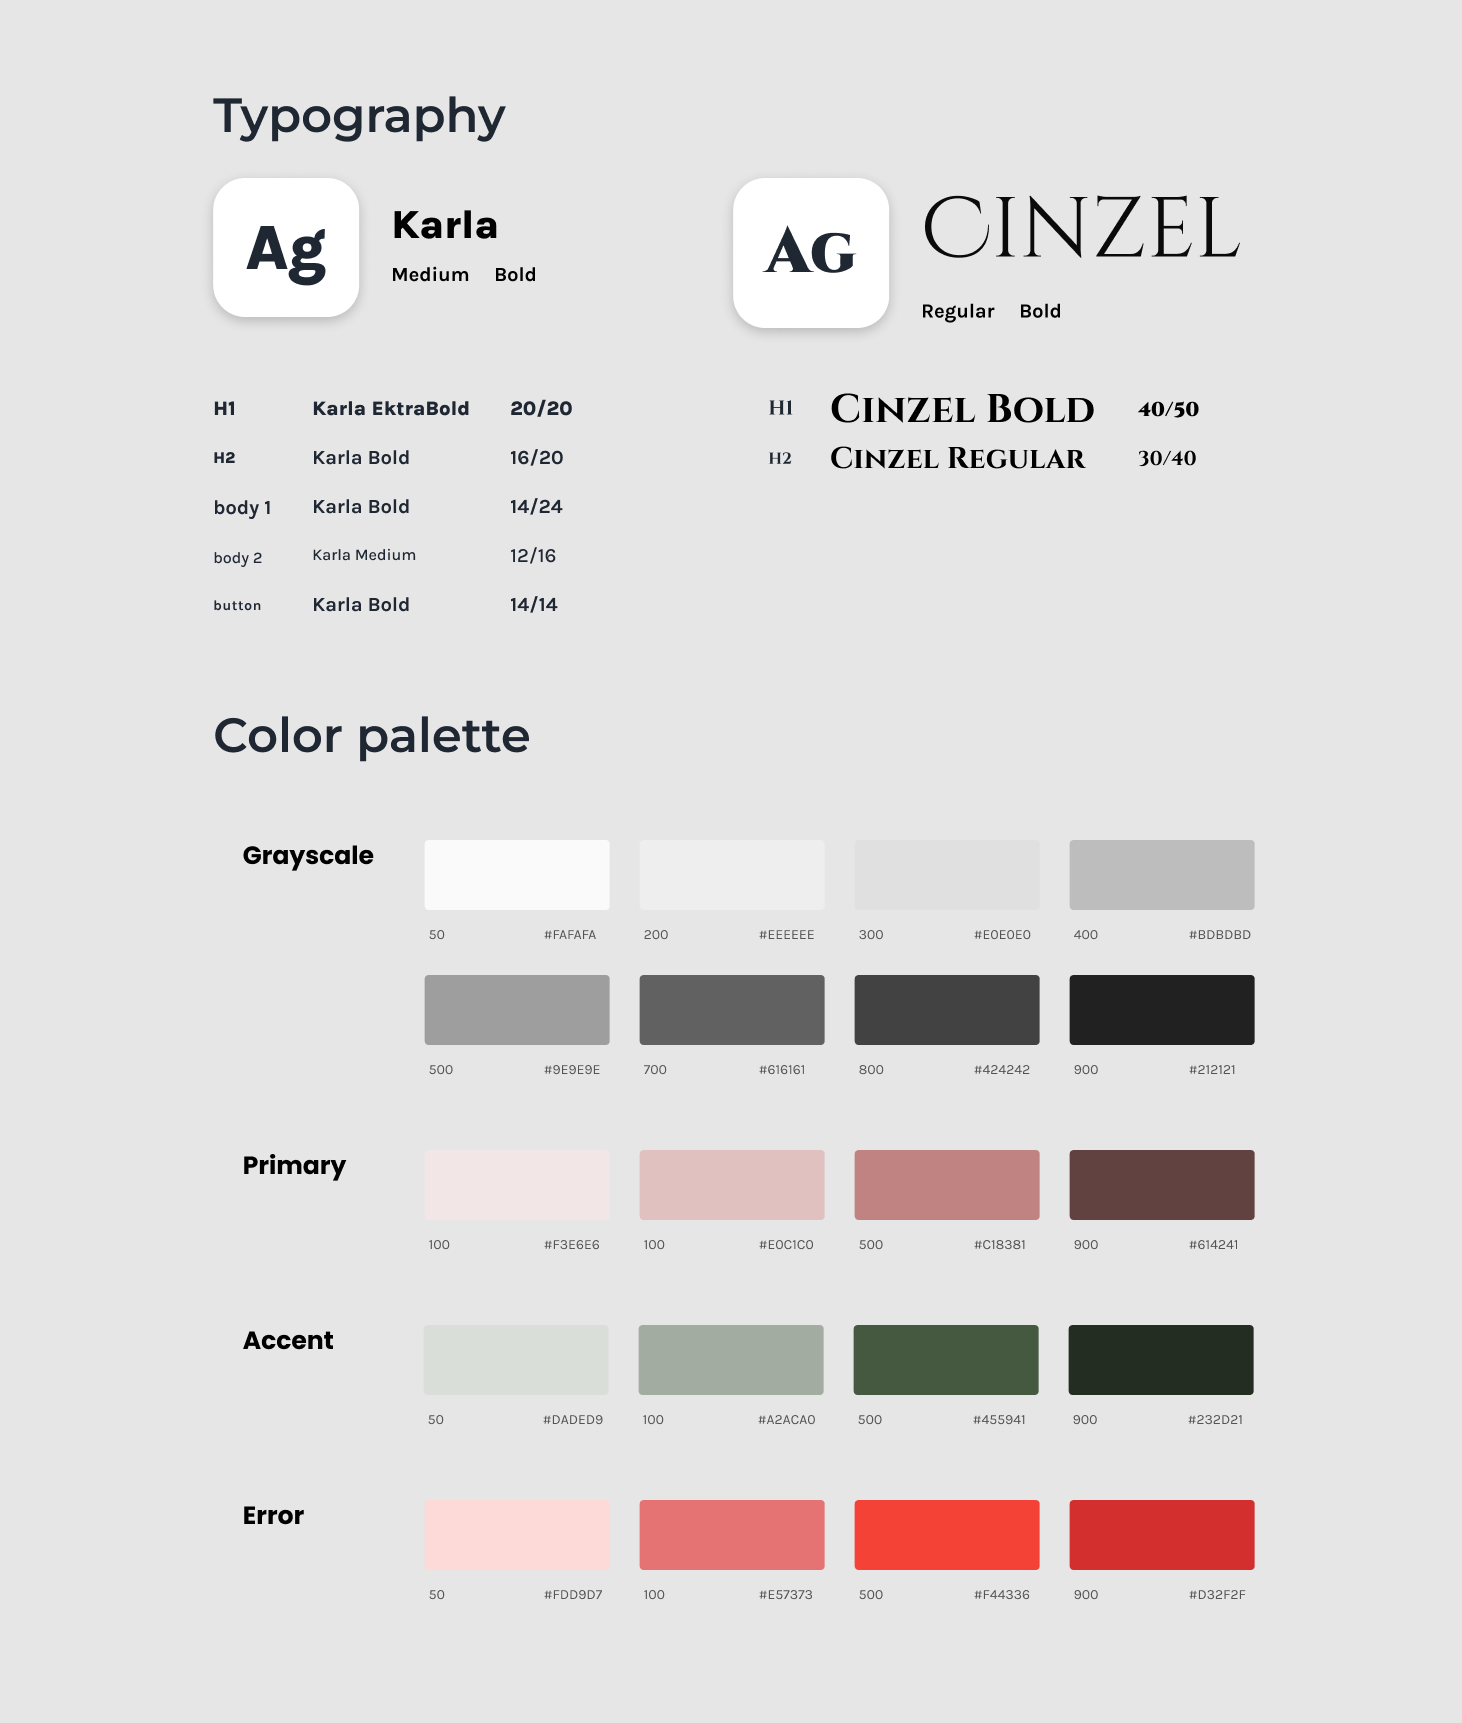 Typography
Ag
Karla
Medium Bold
AG
CINZEL
Regular Bold
H1 Karla EktraBold 20/20
H2 Karla Bold 16/20
body 1 Karla Bold 14/24
body 2 Karla Medium 12/16
button Karla Bold 14/14
H1 Cinzel Bold 40/50
H2 Cinzel Regular 30/40
Color palette
Grayscale
50 #FAFAFA 200 #EEEEEE 300 #E0E0E0 400 #BDBDBD
500 #9E9E9E 700 #616161 800 #424242 900 #212121
Primary
100 #F3E6E6 100 #E0C1C0 500 #C18381 900 #614241
Accent
50 #DADED9 100 #A2ACA0 500 #455941 900 #232D21
Error
50 #FDD9D7 100 #E57373 500 #F44336 900 #D32F2F